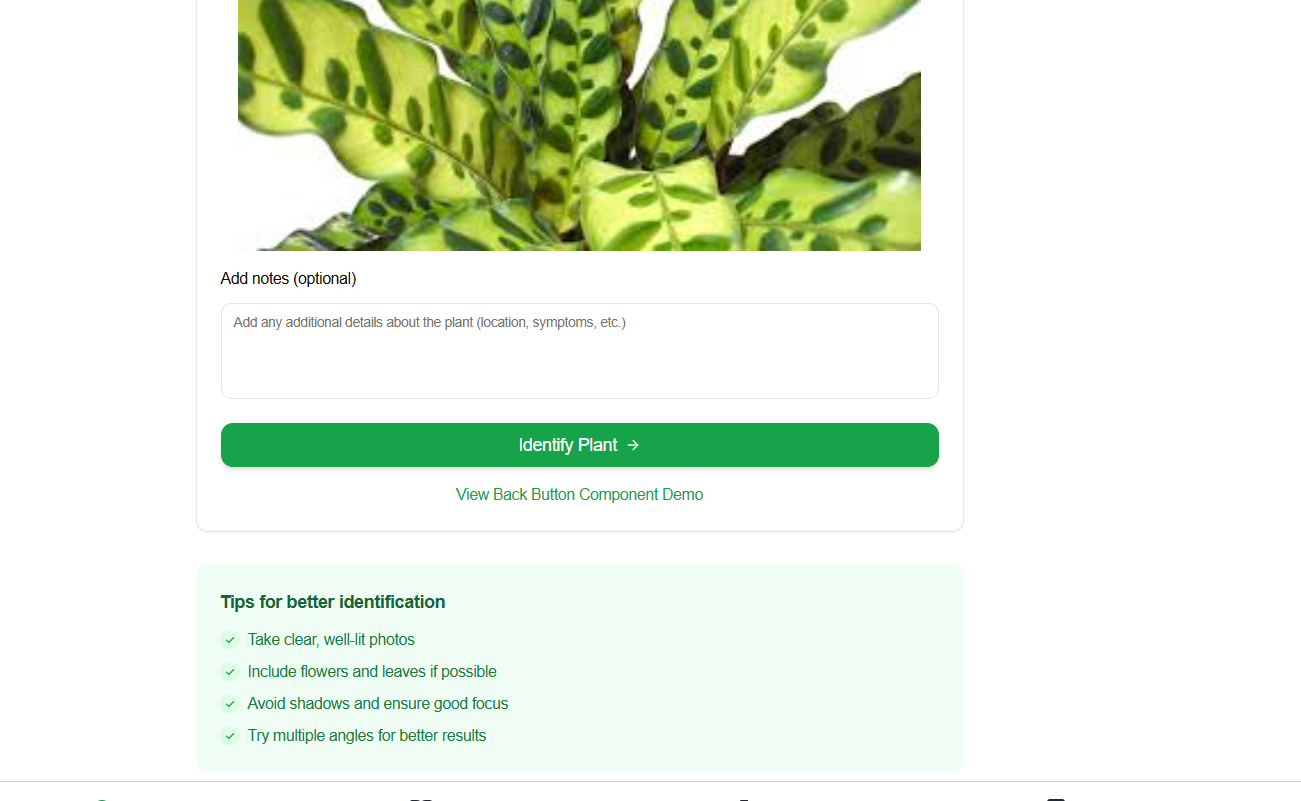 Add notes (optional)
Add any additional details about the plant (location, symptoms, etc.)
Identify Plant →
View Back Button Component Demo
Tips for better identification
Take clear, well-lit photos
Include flowers and leaves if possible
Avoid shadows and ensure good focus
Try multiple angles for better results